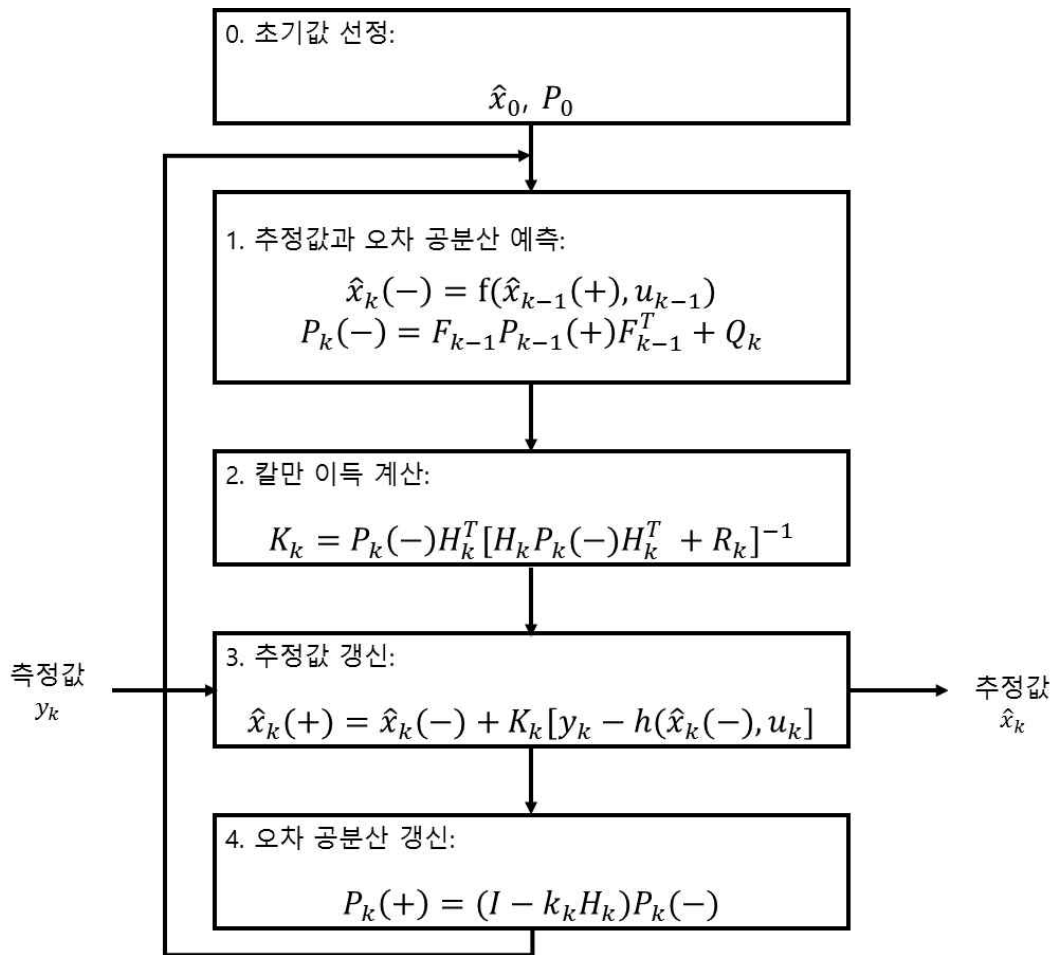 0. 초기값 선정:
x̂₀, P₀
1. 추정값과 오차 공분산 예측:
x̂ₖ(−) = f(x̂ₖ₋₁(+), uₖ₋₁)
Pₖ(−) = Fₖ₋₁Pₖ₋₁(+)Fₖ₋₁ᵀ + Qₖ
2. 칼만 이득 계산:
Kₖ = Pₖ(−)Hₖᵀ[HₖPₖ(−)Hₖᵀ + Rₖ]⁻¹
측정값
yₖ
3. 추정값 갱신:
x̂ₖ(+) = x̂ₖ(−) + Kₖ[yₖ − h(x̂ₖ(−), uₖ]
추정값
x̂ₖ
4. 오차 공분산 갱신:
Pₖ(+) = (I − kₖHₖ)Pₖ(−)